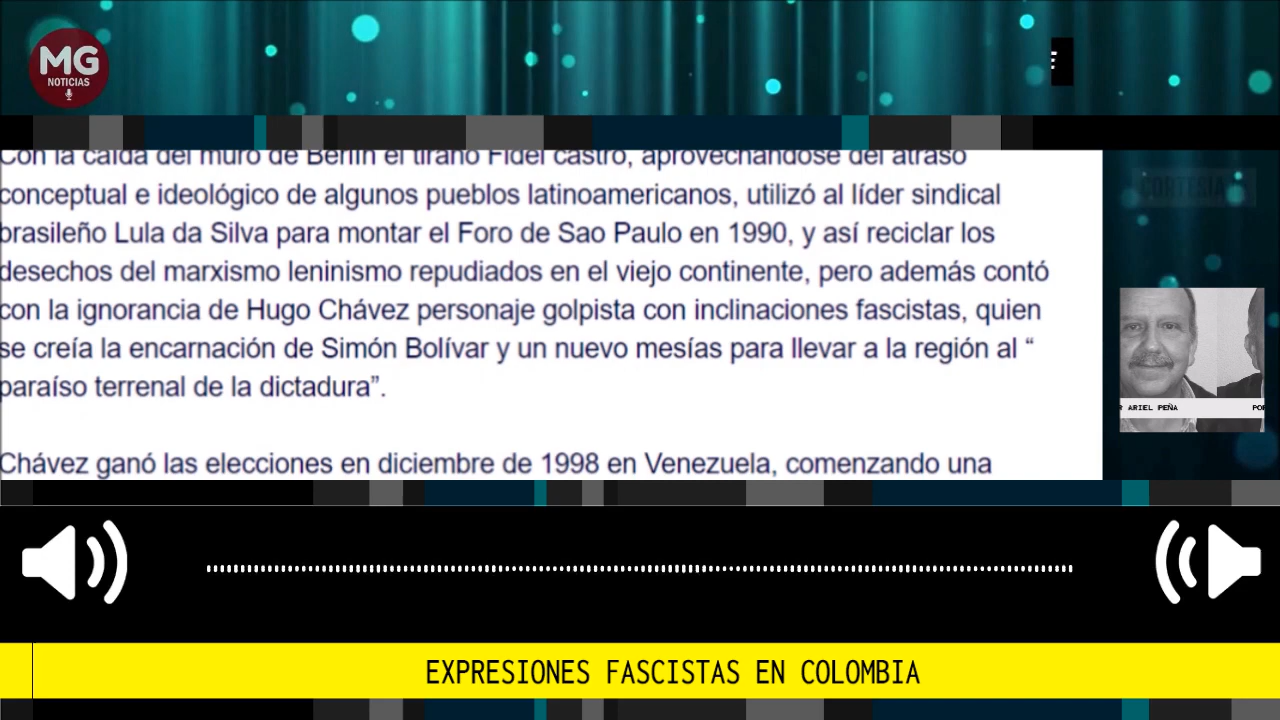 MG
NOTICIAS
Con la caída del muro de Berlín el tirano Fidel castro, aprovechándose del atraso
conceptual e ideológico de algunos pueblos latinoamericanos, utilizó al líder sindical
brasileño Lula da Silva para montar el Foro de Sao Paulo en 1990, y así reciclar los
desechos del marxismo leninismo repudiados en el viejo continente, pero además contó
con la ignorancia de Hugo Chávez personaje golpista con inclinaciones fascistas, quien
se creía la encarnación de Simón Bolívar y un nuevo mesías para llevar a la región al “
paraíso terrenal de la dictadura”.
Chávez ganó las elecciones en diciembre de 1998 en Venezuela, comenzando una
CORTESÍA
ARIEL PEÑA
EXPRESIONES FASCISTAS EN COLOMBIA